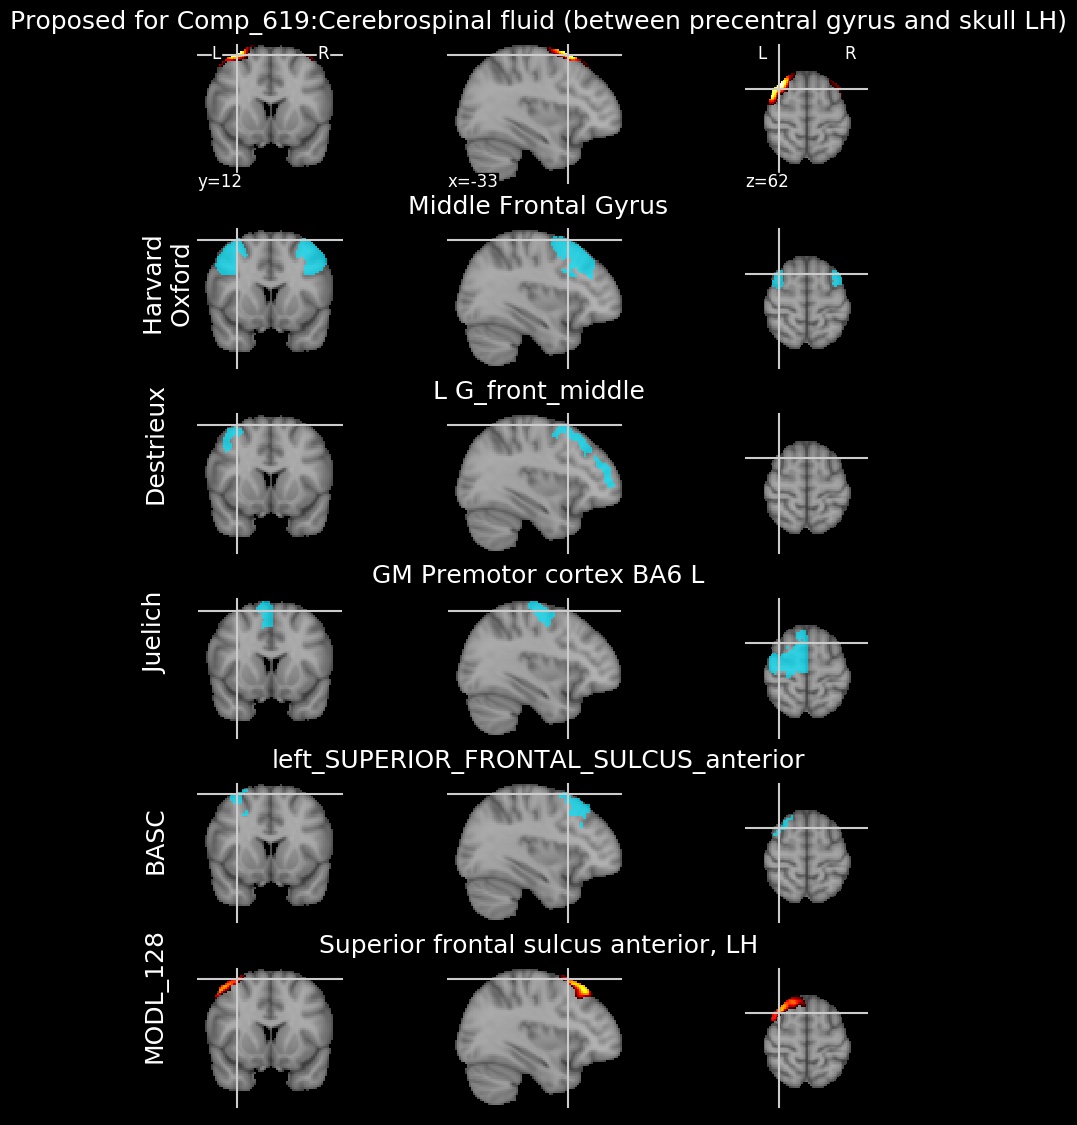 Proposed for Comp_619:Cerebrospinal fluid (between precentral gyrus and skull LH)
L R
L R
y=12
x=-33
z=62
Middle Frontal Gyrus
Harvard
Oxford
L G_front_middle
Destrieux
GM Premotor cortex BA6 L
Juelich
left_SUPERIOR_FRONTAL_SULCUS_anterior
BASC
Superior frontal sulcus anterior, LH
MODL_128